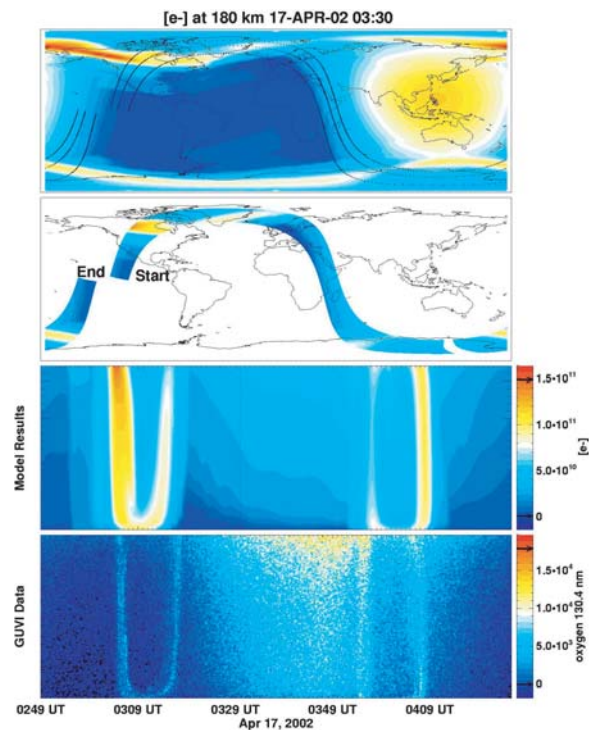 [e-] at 180 km 17-APR-02 03:30
End
Start
Model Results
1.5•10¹¹
1.0•10¹¹
5.0•10¹⁰
0
[e-]
GUVI Data
1.5•10⁴
1.0•10⁴
5.0•10³
0
oxygen 130.4 nm
0249 UT 0309 UT 0329 UT 0349 UT 0409 UT
Apr 17, 2002